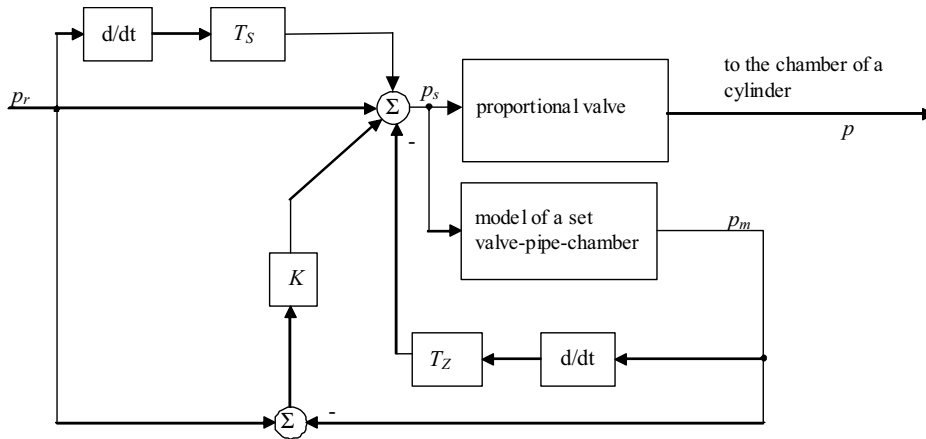 d/dt
T_S
to the chamber of a
cylinder
p_r
Σ
p_s
proportional valve
-
p
model of a set
valve-pipe-chamber
p_m
K
T_Z
d/dt
-
Σ